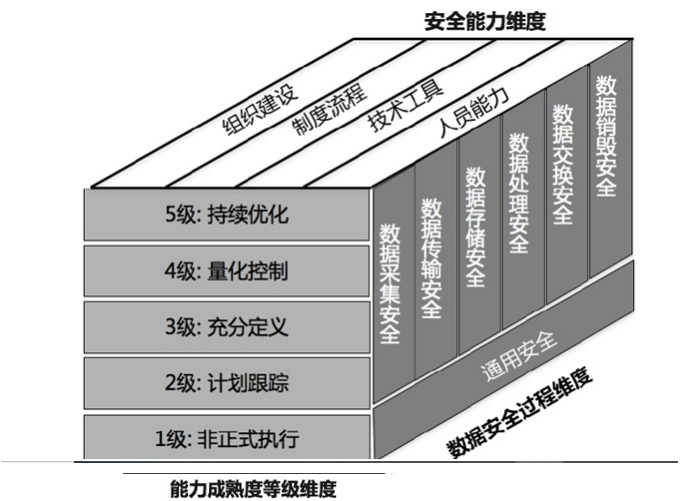 安全能力维度
组织建设
制度流程
技术工具
人员能力
5级: 持续优化
4级: 量化控制
3级: 充分定义
2级: 计划跟踪
1级: 非正式执行
数据采集安全
数据传输安全
数据存储安全
数据处理安全
数据交换安全
数据销毁安全
通用安全
数据安全过程维度
能力成熟度等级维度